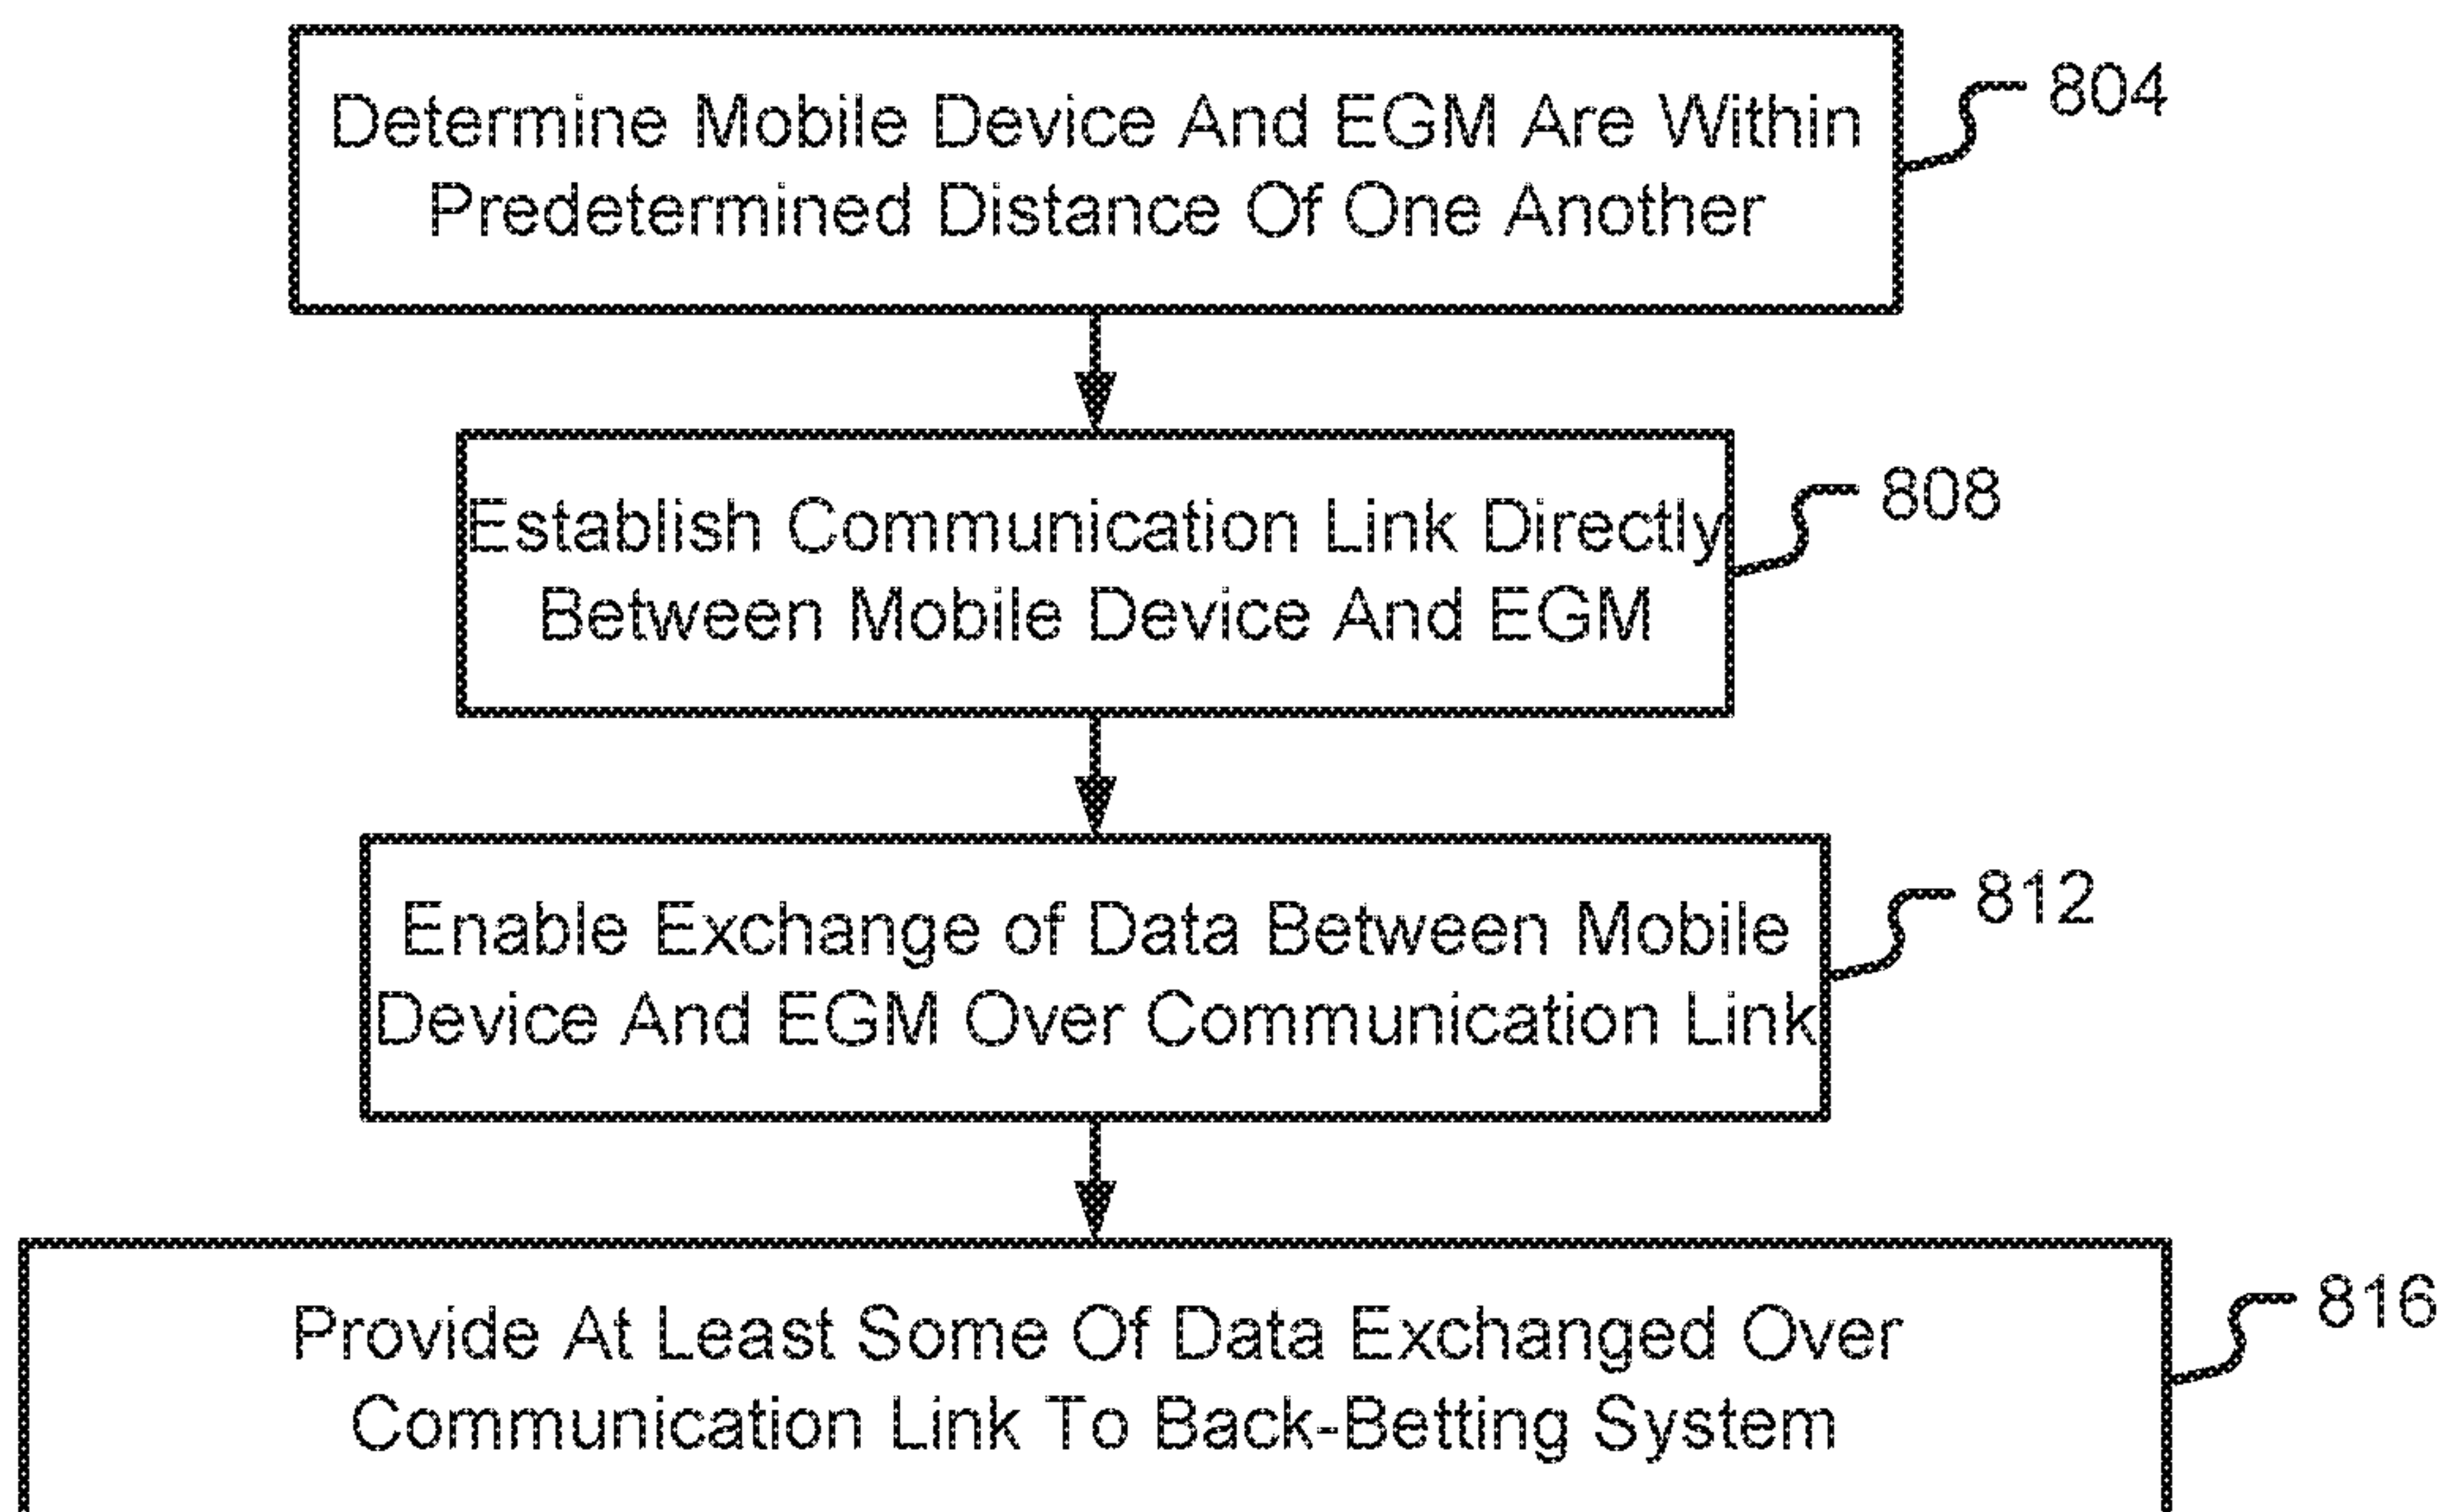 Determine Mobile Device And EGM Are Within
Predetermined Distance Of One Another
804
Establish Communication Link Directly
Between Mobile Device And EGM
808
Enable Exchange of Data Between Mobile
Device And EGM Over Communication Link
812
Provide At Least Some Of Data Exchanged Over
Communication Link To Back-Betting System
816